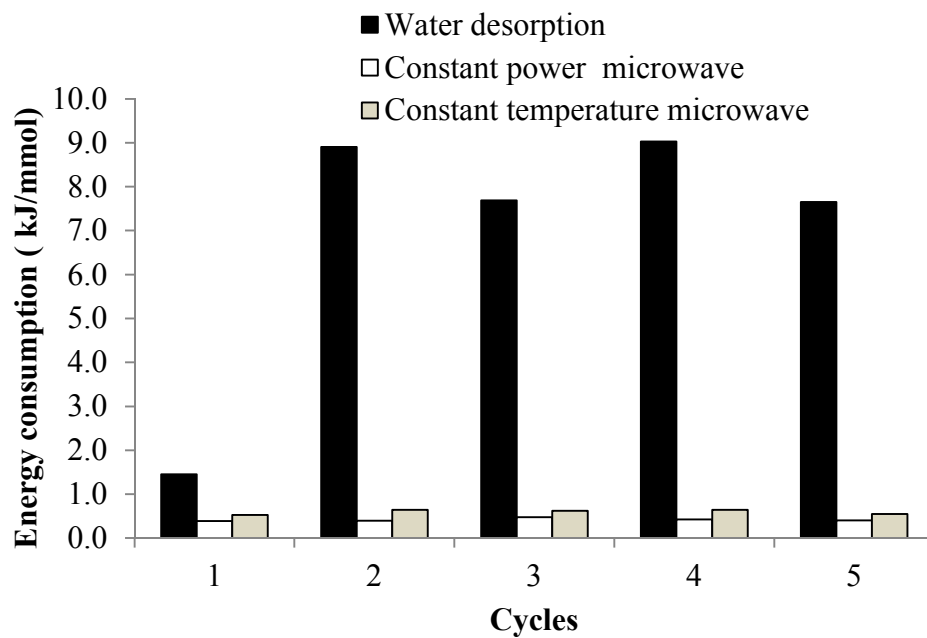 Water desorption
Constant power  microwave
Constant temperature microwave
Energy consumption ( kJ/mmol)
10.0
9.0
8.0
7.0
6.0
5.0
4.0
3.0
2.0
1.0
0.0
1 2 3 4 5
Cycles